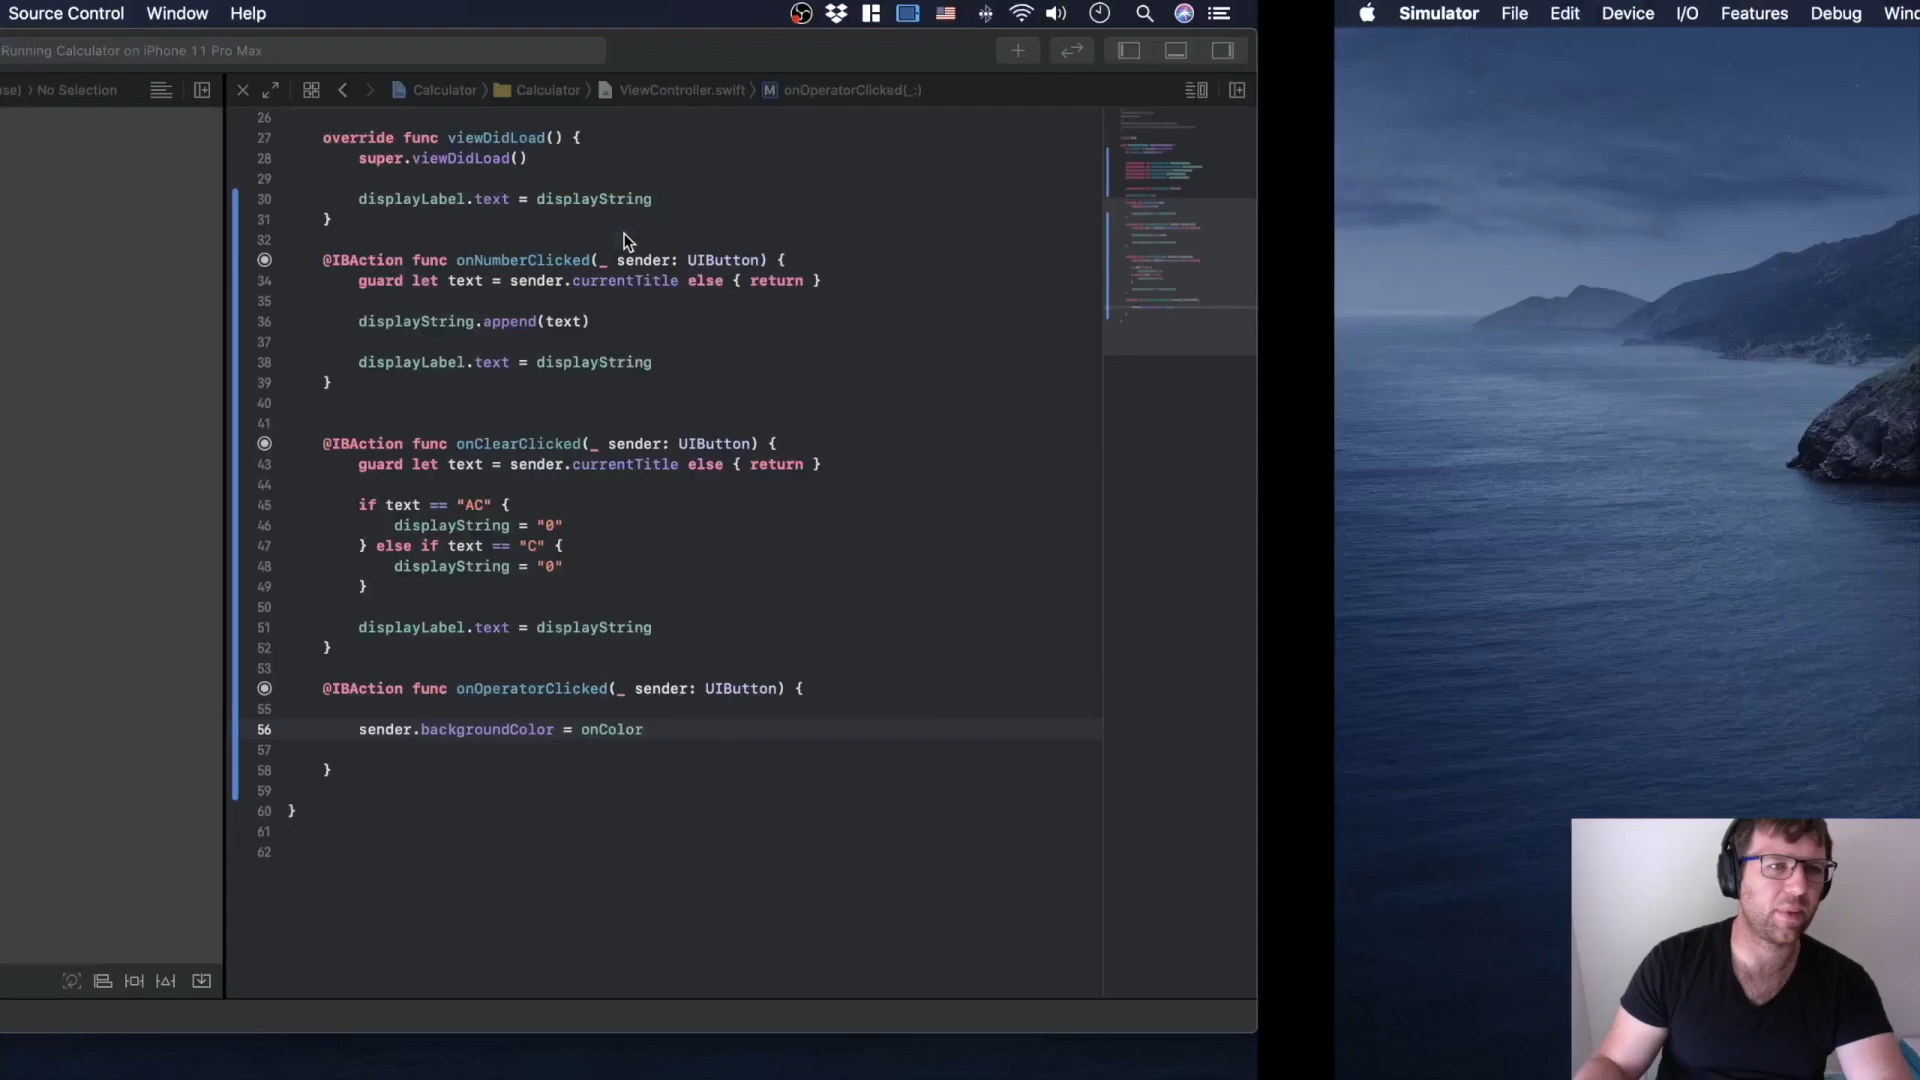 Source Control Window Help
Simulator File Edit Device I/O Features Debug Winc
Running Calculator on iPhone 11 Pro Max
No Selection
Calculator Calculator ViewController.swift M onOperatorClicked(_:)
26
27 override func viewDidLoad() {
28 super.viewDidLoad()
29
30 displayLabel.text = displayString
31 }
32
@IBAction func onNumberClicked(_ sender: UIButton) {
34 guard let text = sender.currentTitle else { return }
35
36 displayString.append(text)
37
38 displayLabel.text = displayString
39 }
40
41
@IBAction func onClearClicked(_ sender: UIButton) {
43 guard let text = sender.currentTitle else { return }
44
45 if text == "AC" {
46 displayString = "0"
47 } else if text == "C" {
48 displayString = "0"
49 }
50
51 displayLabel.text = displayString
52 }
53
@IBAction func onOperatorClicked(_ sender: UIButton) {
55
56 sender.backgroundColor = onColor
57
58 }
59
60 }
61
62